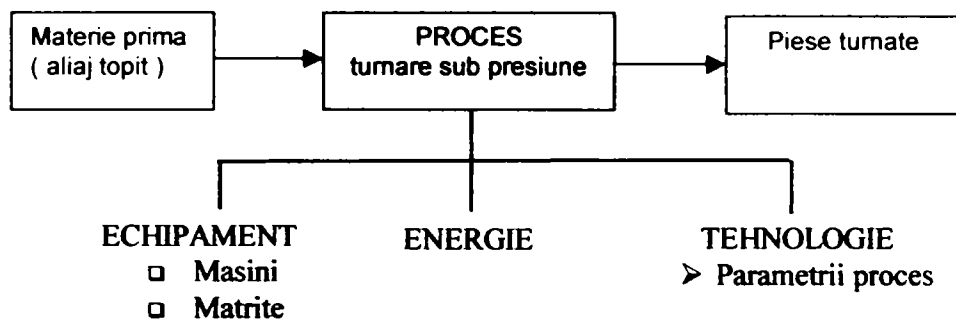 Materie prima
( aliaj topit )
PROCES
turnare sub presiune
Piese turnate
ECHIPAMENT
❑ Masini
❑ Matrite
ENERGIE
TEHNOLOGIE
➢ Parametrii proces